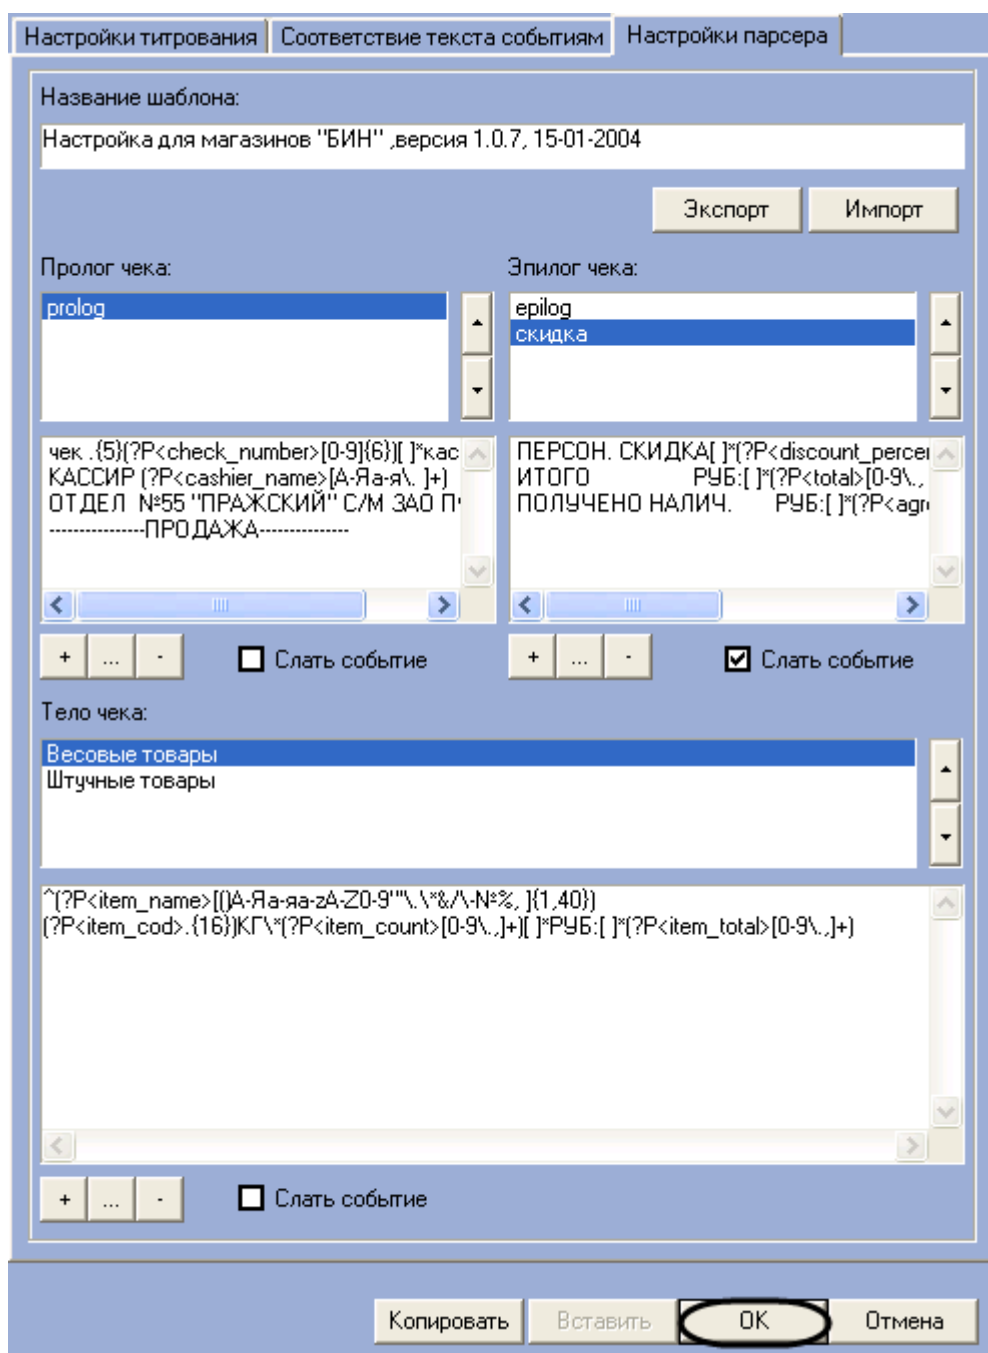 Настройки титрования Соответствие текста событиям Настройки парсера
Название шаблона:
Настройка для магазинов "БИН" ,версия 1.0.7, 15-01-2004
Экспорт Импорт
Пролог чека: Эпилог чека:
prolog
epilog
скидка
чек .{5}(?P<check_number>[0-9]{6})[ ]*кас
КАССИР (?P<cashier_name>[А-Яа-я\. ]+)
ОТДЕЛ №55 "ПРАЖСКИЙ" С/М ЗАО П
---------------ПРОДАЖА--------------
ПЕРСОН. СКИДКА[ ]*(?P<discount_percer
ИТОГО РУБ:[ ]*(?P<total>[0-9\.,
ПОЛУЧЕНО НАЛИЧ. РУБ:[ ]*(?P<agr
+ ... - Слать событие + ... - Слать событие
Тело чека:
Весовые товары
Штучные товары
^(?P<item_name>[()А-Яа-яa-zA-Z0-9'"\.\*&/\-№%, ]{1,40})
(?P<item_cod>.{16})КГ\*(?P<item_count>[0-9\.,]+)[ ]*РУБ:[ ]*(?P<item_total>[0-9\.,]+)
+ ... - Слать событие
Копировать Вставить OK Отмена